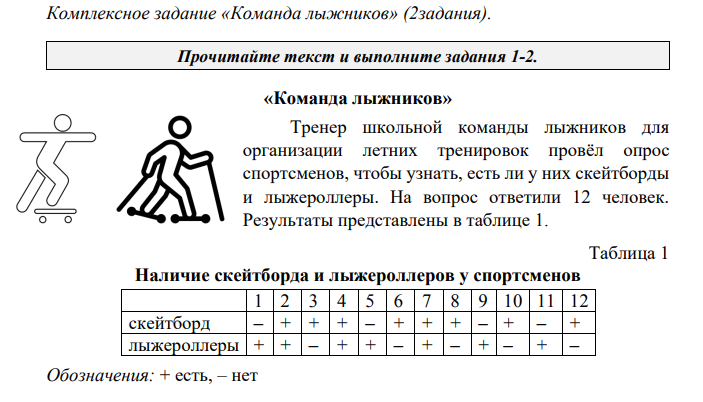 Комплексное задание «Команда лыжников» (2задания).
Прочитайте текст и выполните задания 1-2.
«Команда лыжников»
Тренер школьной команды лыжников для
организации летних тренировок провёл опрос
спортсменов, чтобы узнать, есть ли у них скейтборды
и лыжероллеры. На вопрос ответили 12 человек.
Результаты представлены в таблице 1.
Таблица 1
Наличие скейтборда и лыжероллеров у спортсменов
1 2 3 4 5 6 7 8 9 10 11 12
скейтборд – + + + – + + + – + – +
лыжероллеры + + – + + – + – + – + –
Обозначения: + есть, – нет